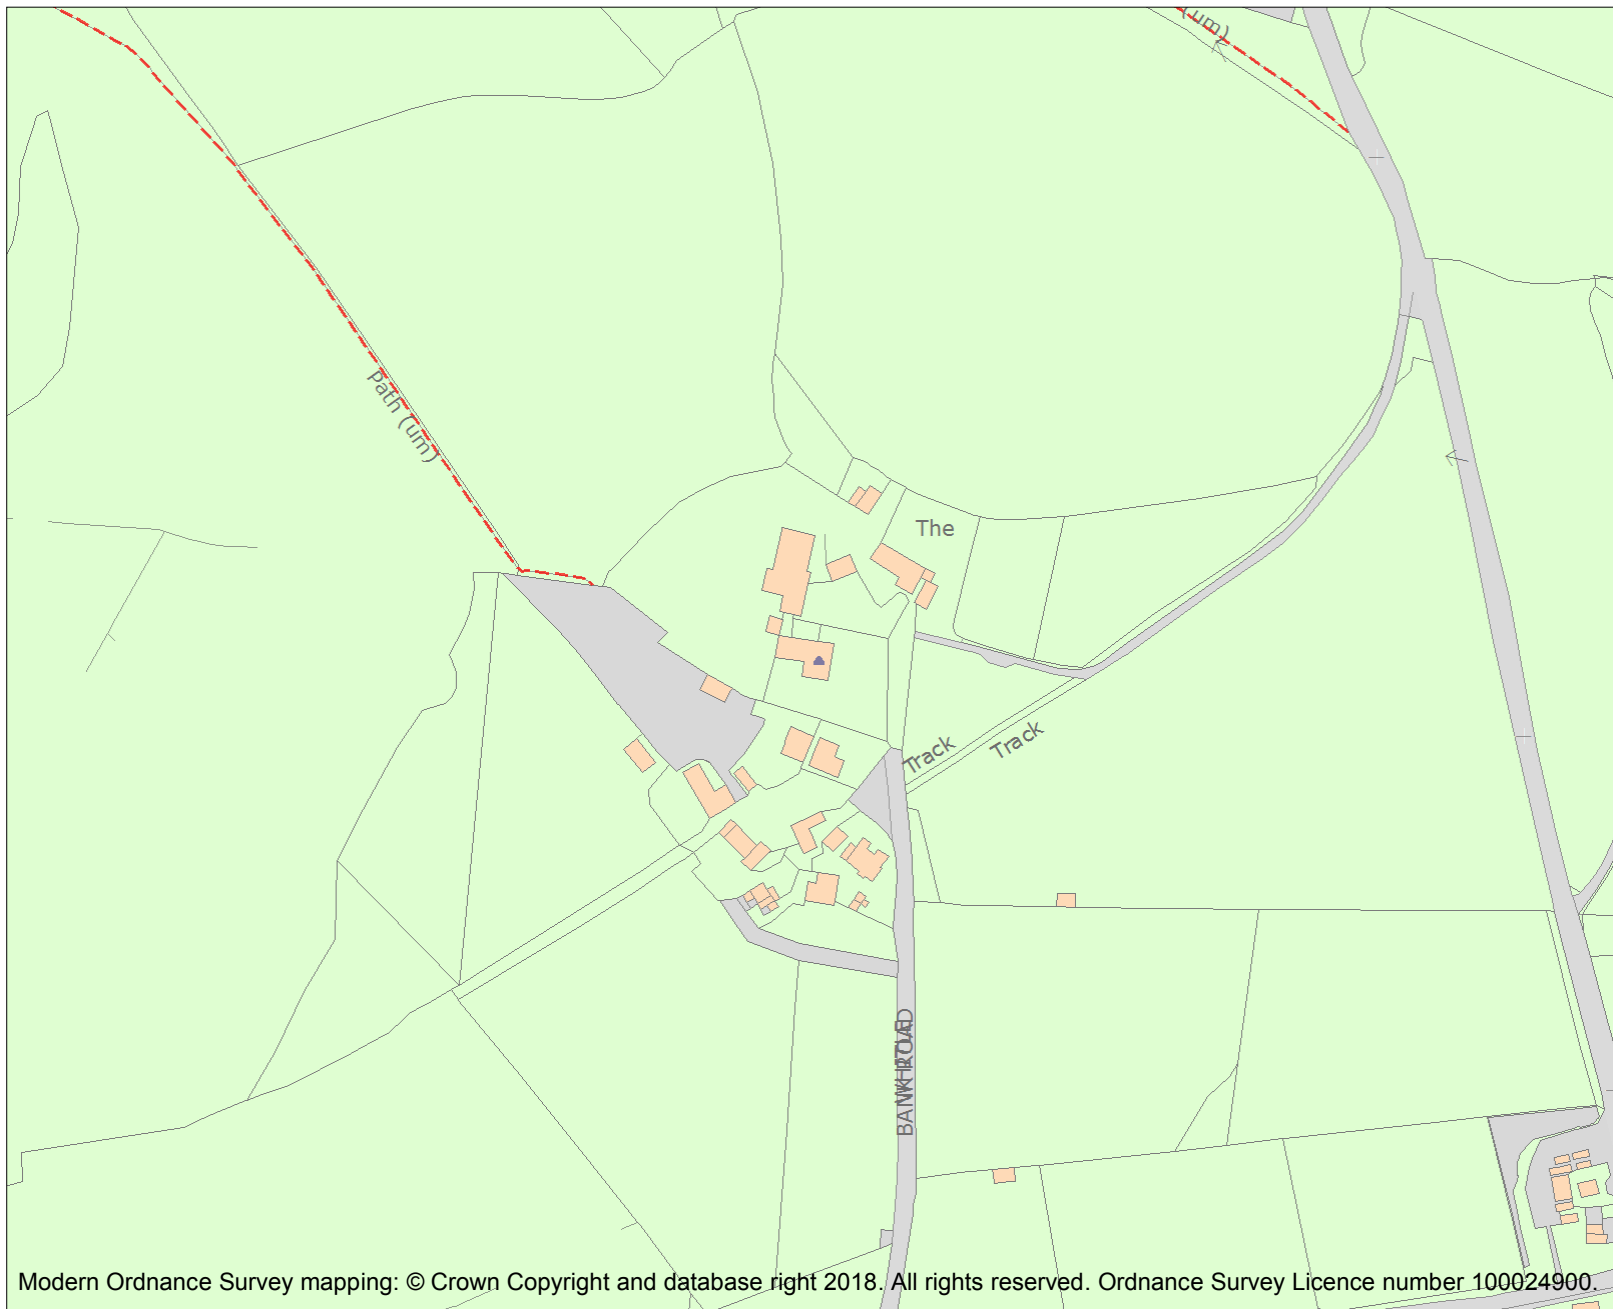 (um)
Path (um)
The
Track
Track
WHITE
BANK ROAD
Modern Ordnance Survey mapping: © Crown Copyright and database right 2018. All rights reserved. Ordnance Survey Licence number 100024900.